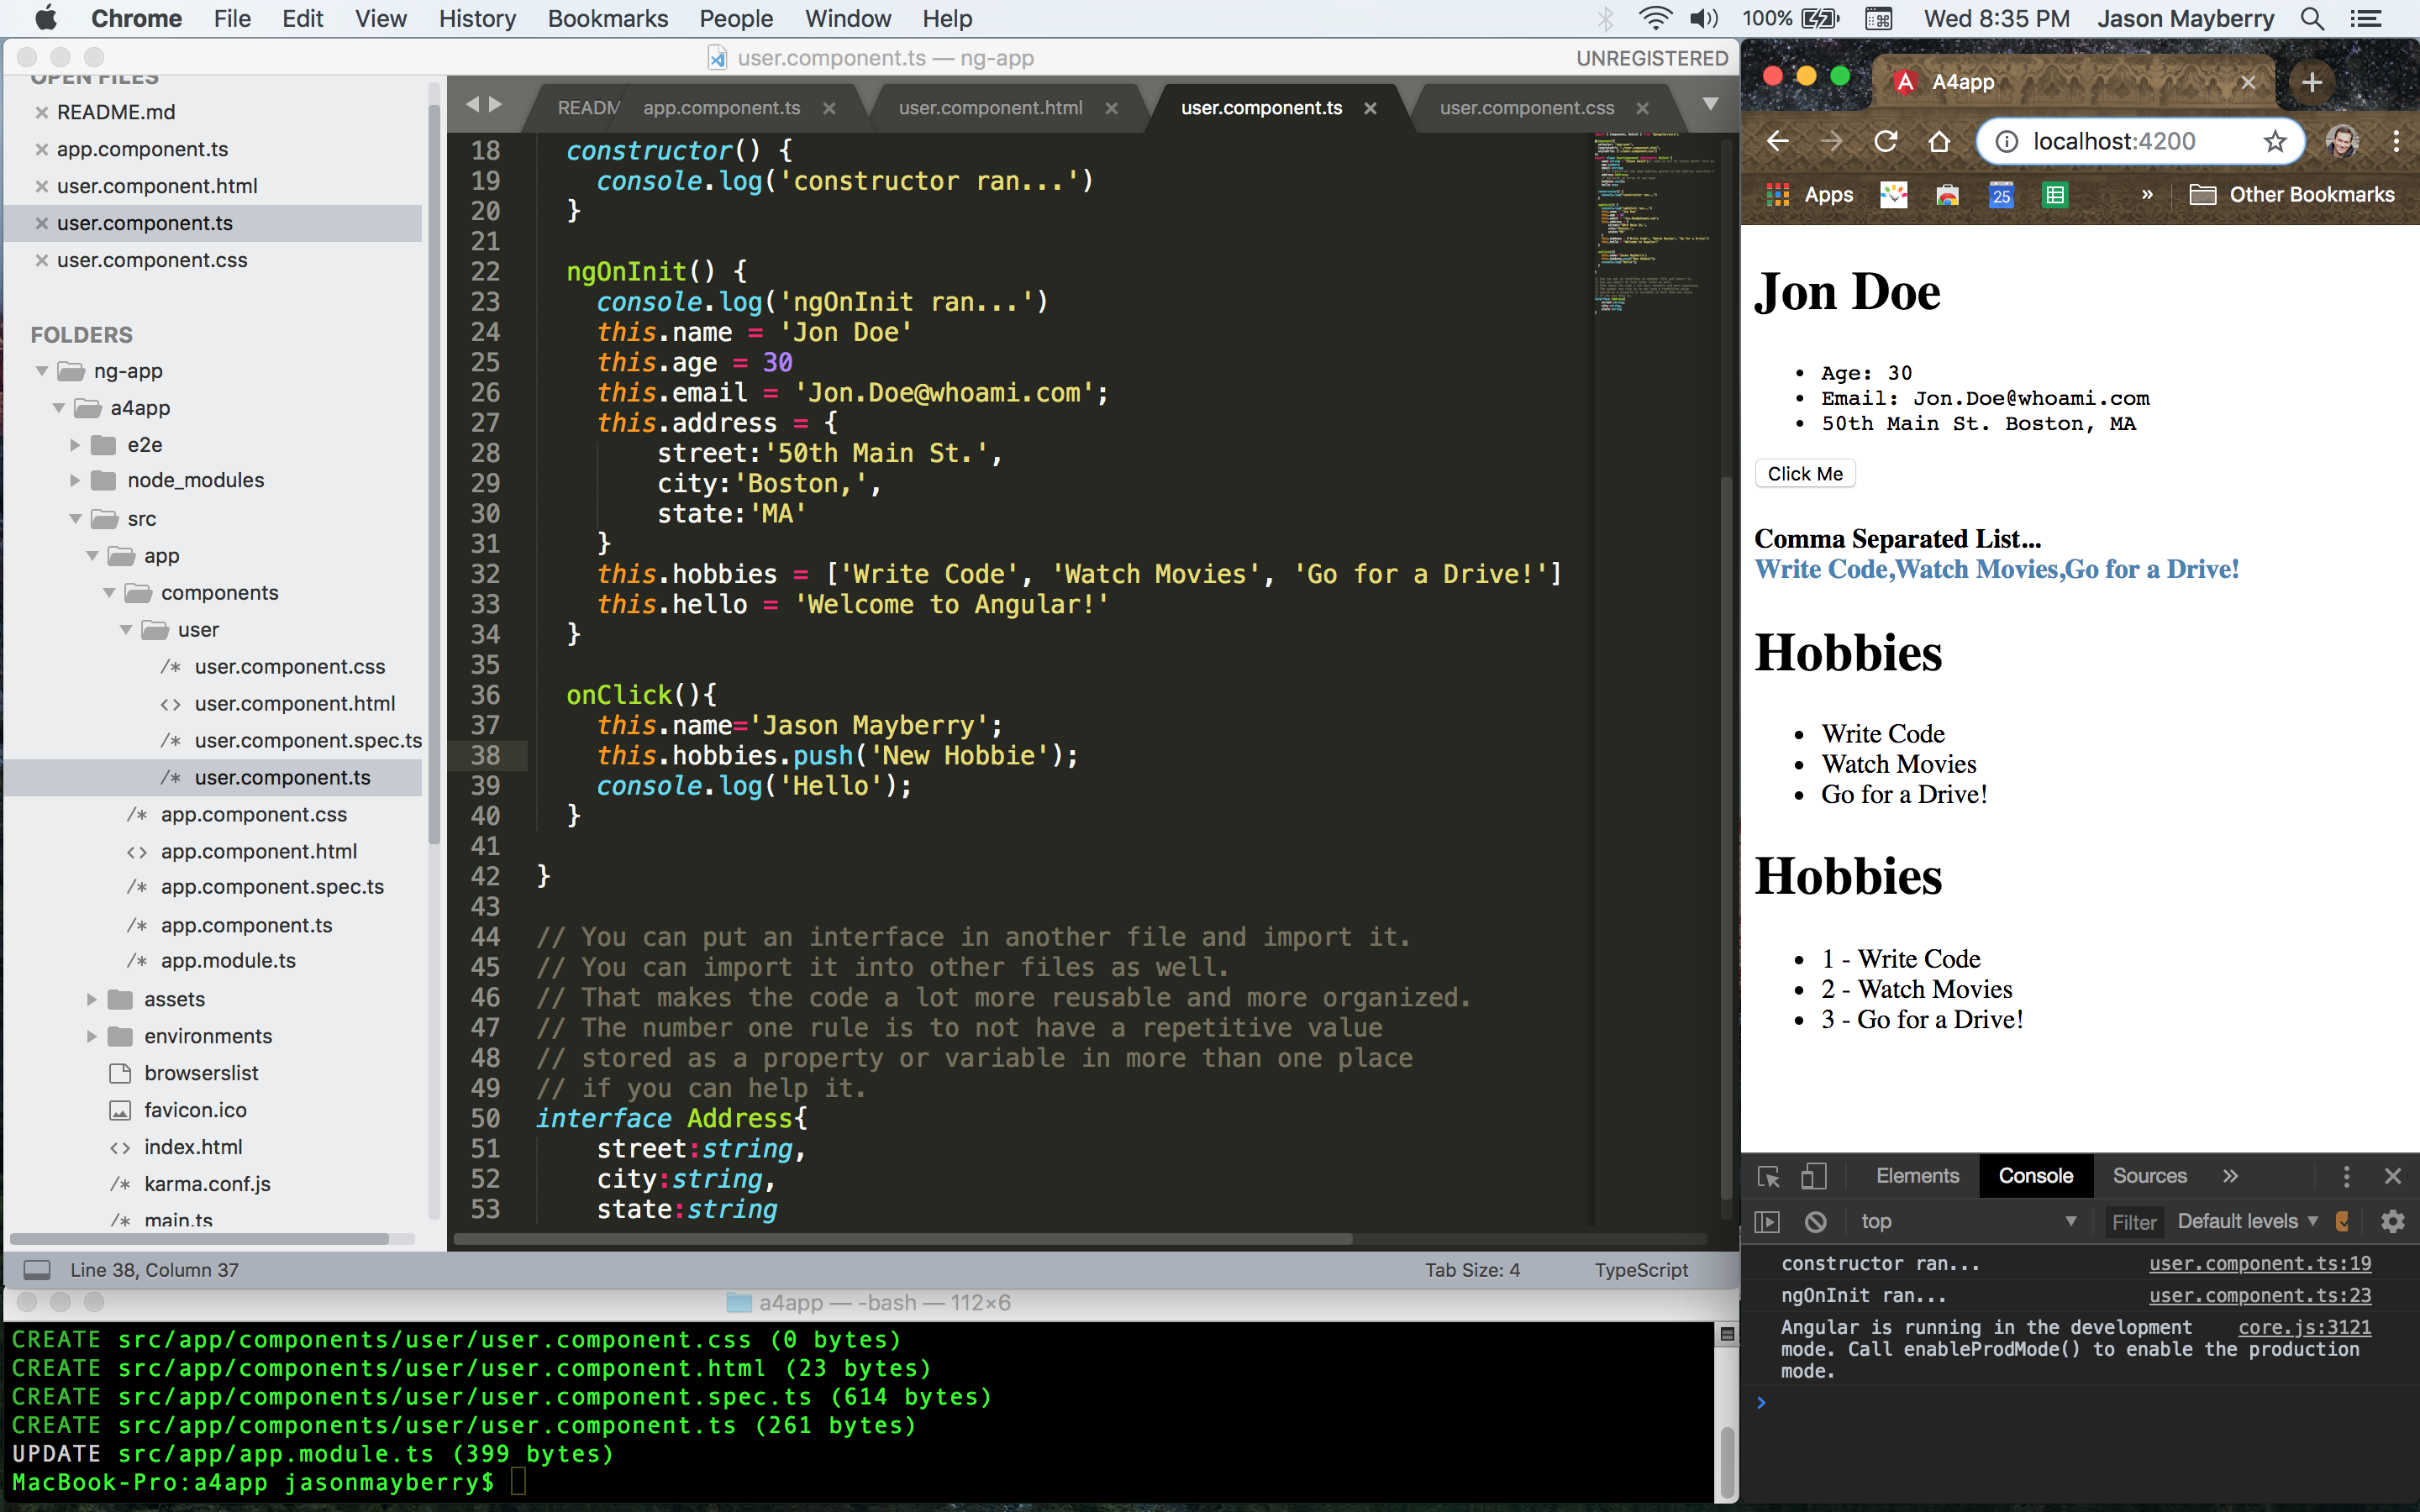 Chrome File Edit View History Bookmarks People Window Help 100% Wed 8:35 PM Jason Mayberry
user.component.ts — ng-app UNREGISTERED
OPEN FILES
README.md
app.component.ts
user.component.html
user.component.ts
user.component.css
FOLDERS
ng-app
a4app
e2e
node_modules
src
app
components
user
/* user.component.css
<> user.component.html
/* user.component.spec.ts
/* user.component.ts
/* app.component.css
<> app.component.html
/* app.component.spec.ts
/* app.component.ts
/* app.module.ts
assets
environments
browserslist
favicon.ico
<> index.html
/* karma.conf.js
/* main.ts
READM app.component.ts user.component.html user.component.ts user.component.css
18 constructor() {
19 console.log('constructor ran...')
20 }
21
22 ngOnInit() {
23 console.log('ngOnInit ran...')
24 this.name = 'Jon Doe'
25 this.age = 30
26 this.email = 'Jon.Doe@whoami.com';
27 this.address = {
28 street:'50th Main St.',
29 city:'Boston,',
30 state:'MA'
31 }
32 this.hobbies = ['Write Code', 'Watch Movies', 'Go for a Drive!']
33 this.hello = 'Welcome to Angular!'
34 }
35
36 onClick(){
37 this.name='Jason Mayberry';
38 this.hobbies.push('New Hobbie');
39 console.log('Hello');
40 }
41
42 }
43
44 // You can put an interface in another file and import it.
45 // You can import it into other files as well.
46 // That makes the code a lot more reusable and more organized.
47 // The number one rule is to not have a repetitive value
48 // stored as a property or variable in more than one place
49 // if you can help it.
50 interface Address{
51 street:string,
52 city:string,
53 state:string
Line 38, Column 37 Tab Size: 4 TypeScript
a4app — -bash — 112×6
CREATE src/app/components/user/user.component.css (0 bytes)
CREATE src/app/components/user/user.component.html (23 bytes)
CREATE src/app/components/user/user.component.spec.ts (614 bytes)
CREATE src/app/components/user/user.component.ts (261 bytes)
UPDATE src/app/app.module.ts (399 bytes)
MacBook-Pro:a4app jasonmayberry$
A4app
localhost:4200
Apps 25 » Other Bookmarks
Jon Doe
• Age: 30
• Email: Jon.Doe@whoami.com
• 50th Main St. Boston, MA
Click Me
Comma Separated List...
Write Code,Watch Movies,Go for a Drive!
Hobbies
• Write Code
• Watch Movies
• Go for a Drive!
Hobbies
• 1 - Write Code
• 2 - Watch Movies
• 3 - Go for a Drive!
Elements Console Sources »
top Filter Default levels
constructor ran... user.component.ts:19
ngOnInit ran... user.component.ts:23
Angular is running in the development core.js:3121
mode. Call enableProdMode() to enable the production
mode.
>